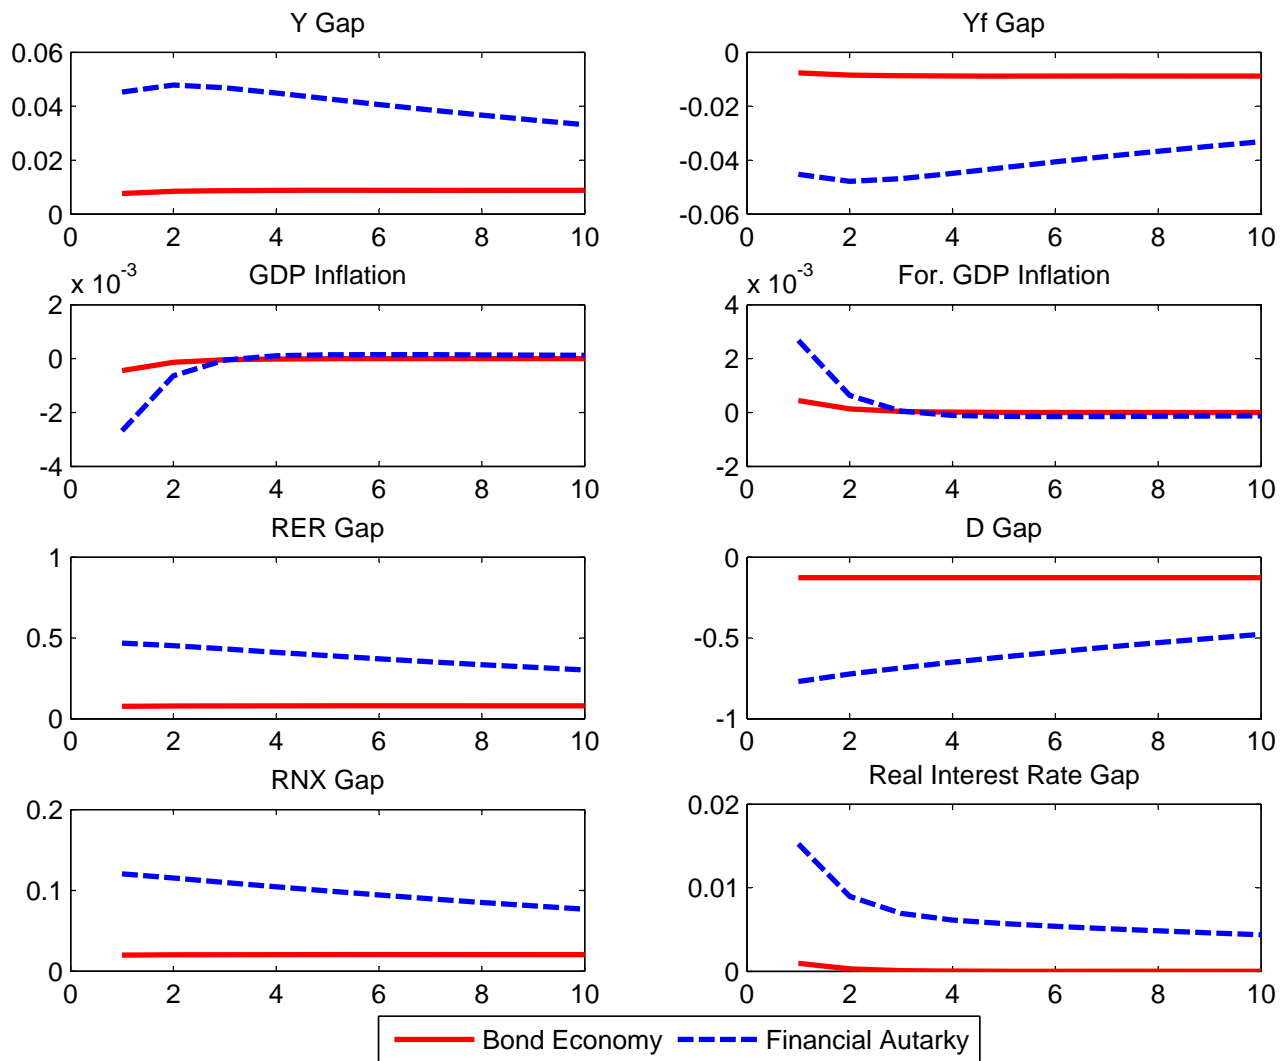 Y Gap
0.06
0.04
0.02
0
0 2 4 6 8 10
Yf Gap
0
-0.02
-0.04
-0.06
0 2 4 6 8 10
GDP Inflation
x 10^-3
2
0
-2
-4
0 2 4 6 8 10
For. GDP Inflation
x 10^-3
4
2
0
-2
0 2 4 6 8 10
RER Gap
1
0.5
0
0 2 4 6 8 10
D Gap
0
-0.5
-1
0 2 4 6 8 10
RNX Gap
0.2
0.1
0
0 2 4 6 8 10
Real Interest Rate Gap
0.02
0.01
0
0 2 4 6 8 10
Bond Economy Financial Autarky